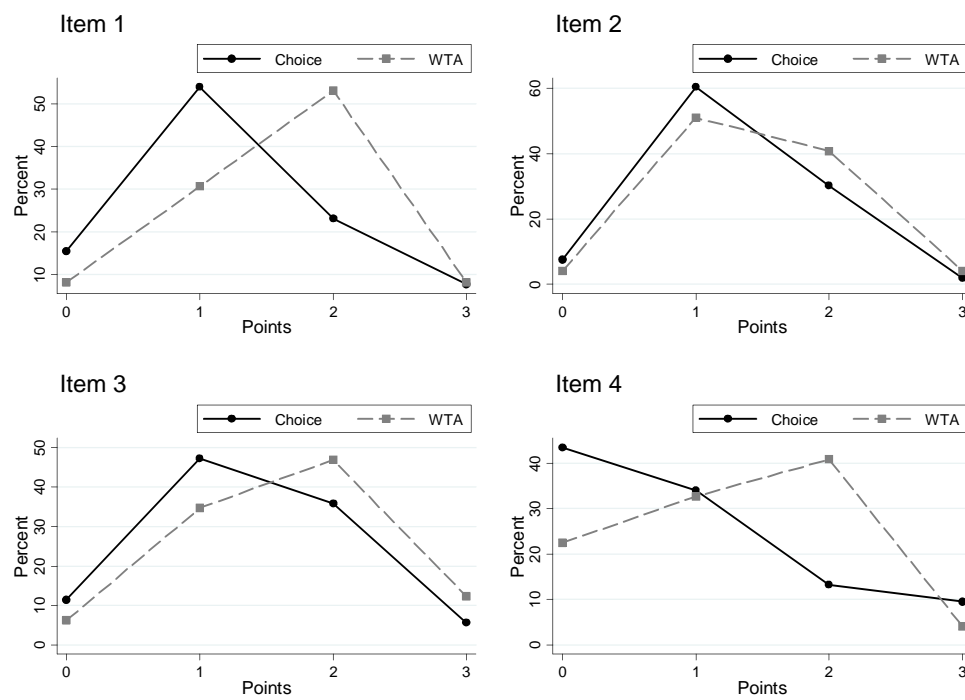 Item 1
Choice WTA
Percent
50
40
30
20
10
0 1 2 3
Points
Item 2
Choice WTA
Percent
60
40
20
0
0 1 2 3
Points
Item 3
Choice WTA
Percent
50
40
30
20
10
0
0 1 2 3
Points
Item 4
Choice WTA
Percent
40
30
20
10
0
0 1 2 3
Points